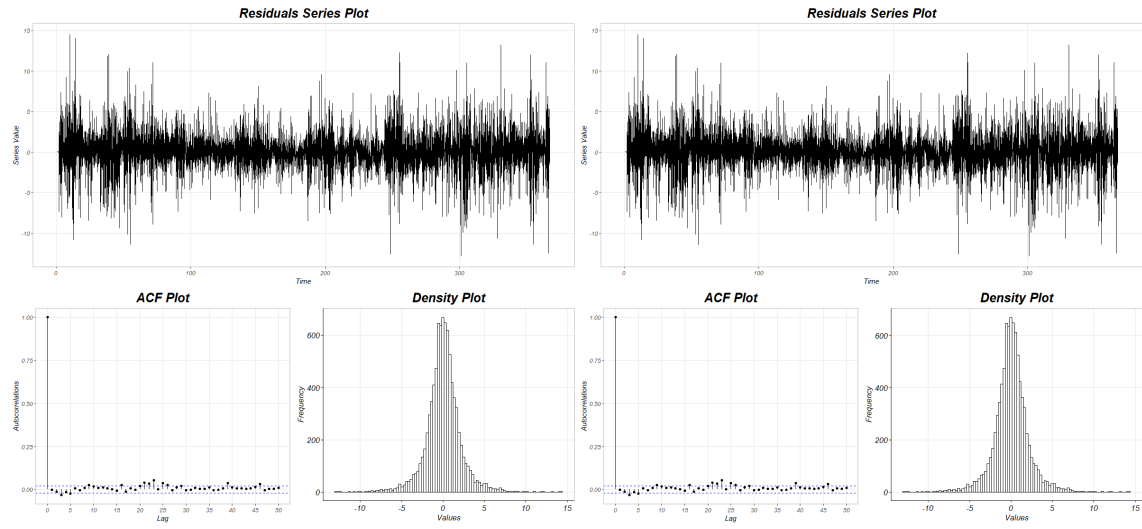 Residuals Series Plot
15
10
5
0
-5
-10
Series Value
0
100
200
300
Time
Residuals Series Plot
15
10
5
0
-5
-10
Series Value
0
100
200
300
Time
ACF Plot
1.00
0.75
0.50
0.25
0.00
Autocorrelations
0 5 10 15 20 25 30 35 40 45 50
Lag
Density Plot
600
400
200
0
Frequency
-10 -5 0 5 10 15
Values
ACF Plot
1.00
0.75
0.50
0.25
0.00
Autocorrelations
0 5 10 15 20 25 30 35 40 45 50
Lag
Density Plot
600
400
200
0
Frequency
-10 -5 0 5 10 15
Values